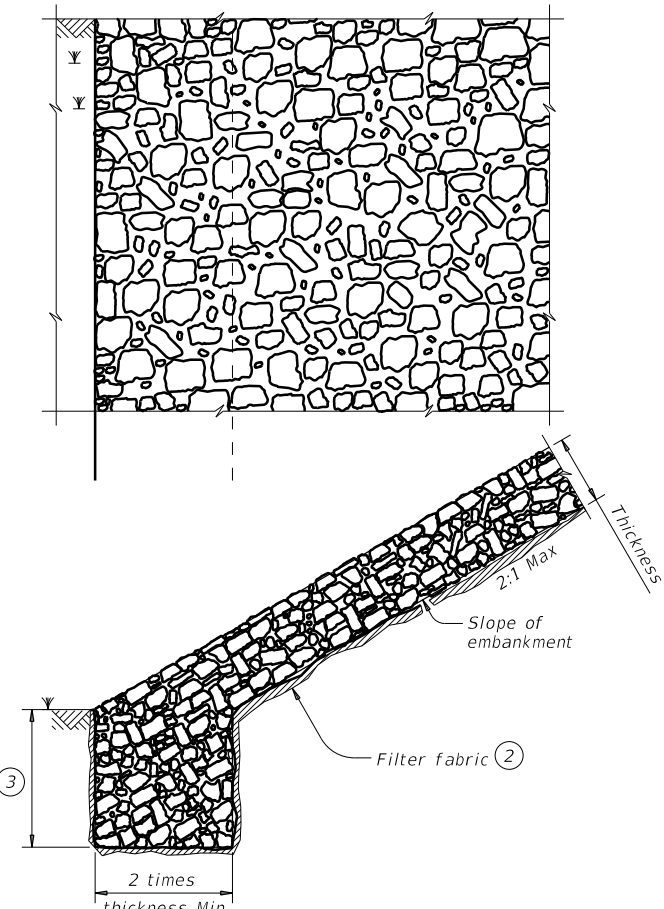 Thickness
2:1 Max
Slope of
embankment
Filter fabric 2
3
2 times
thickness Min